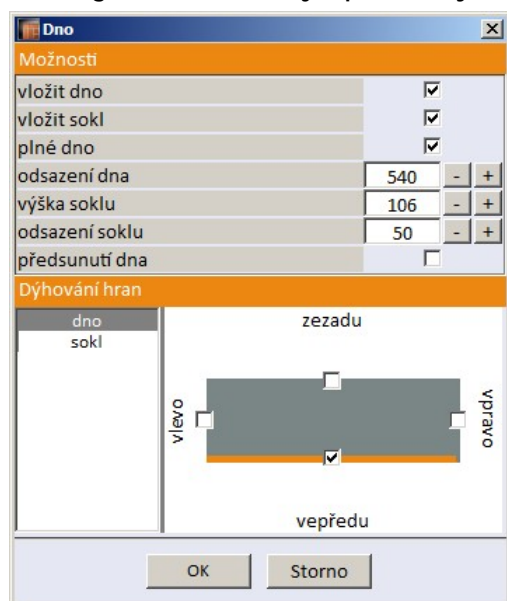 Dno
Možnosti
vložit dno
vložit sokl
plné dno
odsazení dna 540 - +
výška soklu 106 - +
odsazení soklu 50 - +
předsunutí dna
Dýhování hran
dno
sokl
zezadu
vlevo
vpravo
vepředu
OK Storno